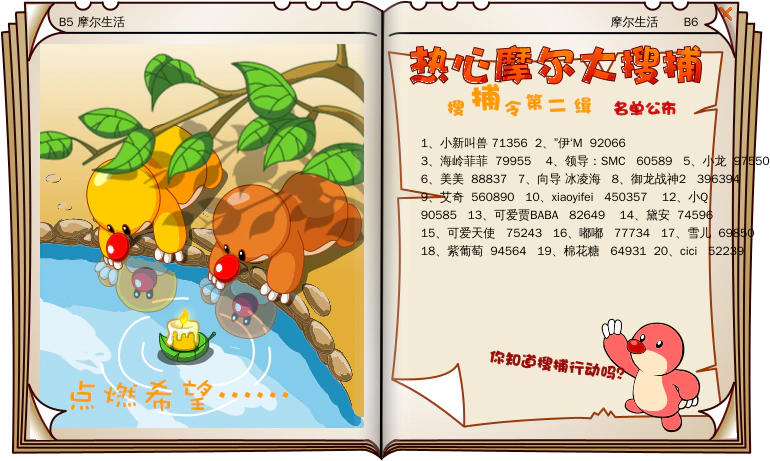 B5 摩尔生活
点燃希望······
摩尔生活 B6
热心摩尔大搜捕
搜捕令第二缉 名单公布
1、小新叫兽 71356 2、"伊'M 92066
3、海岭菲菲 79955 4、领导：SMC 60589 5、小龙 97550
6、美美 88837 7、向导 冰凌海 8、御龙战神2 396394
9、艾奇 560890 10、xiaoyifei 450357 12、小Q
90585 13、可爱贾BABA 82649 14、黛安 74596
15、可爱天使 75243 16、嘟嘟 77734 17、雪儿 69850
18、紫葡萄 94564 19、棉花糖 64931 20、cici 52239
你知道搜捕行动吗?